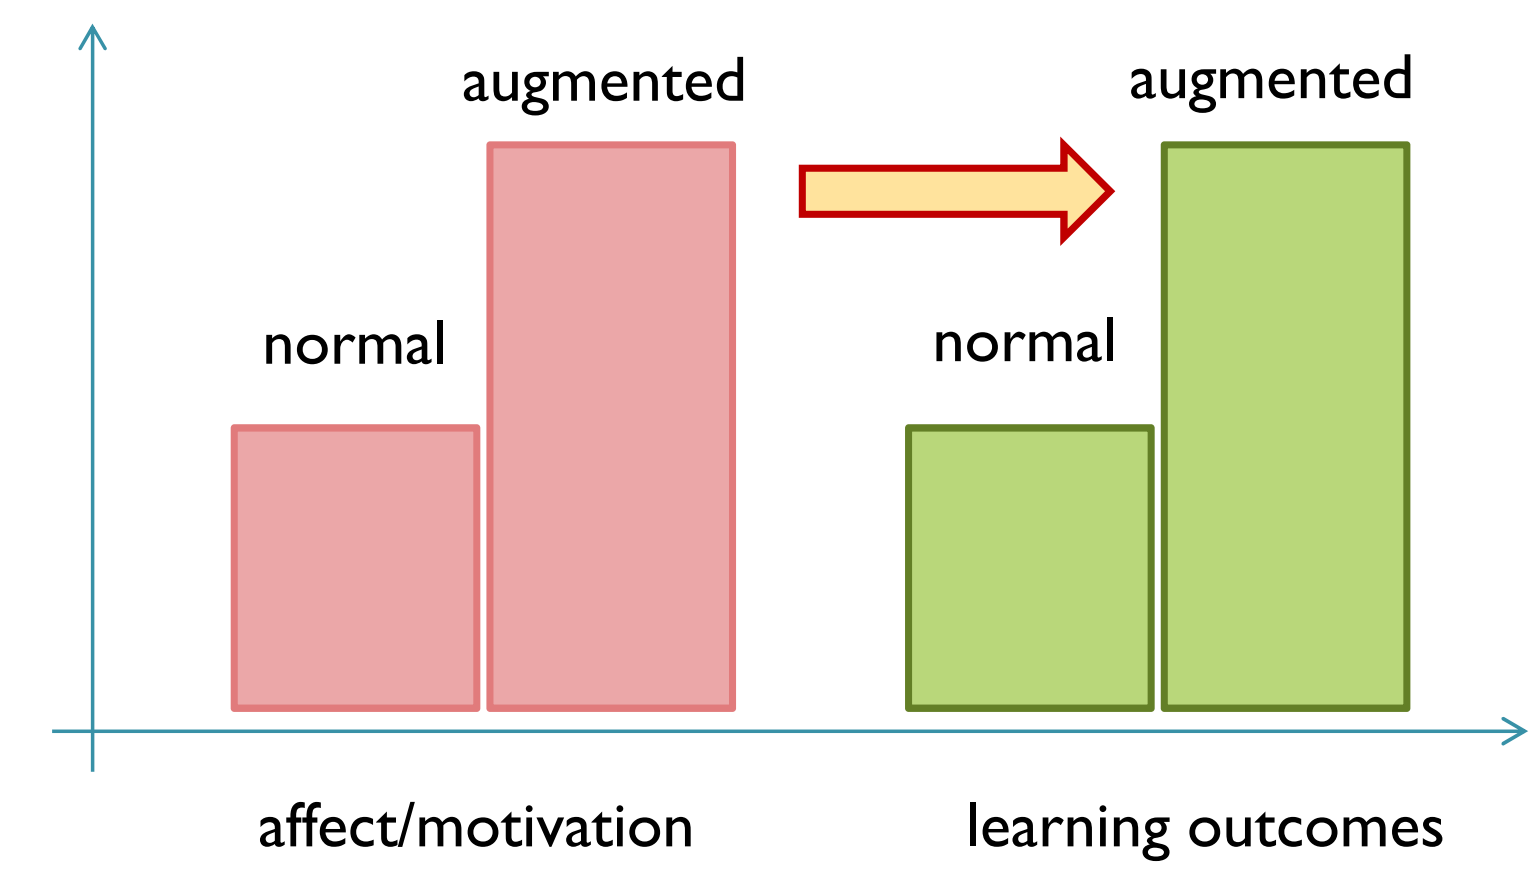 augmented
augmented
normal
normal
affect/motivation
learning outcomes